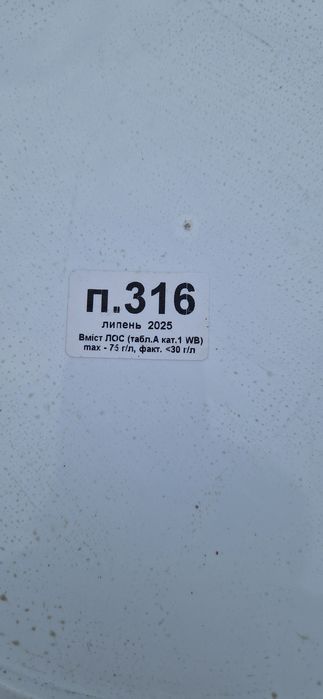 п.316
липень 2025
Вміст ЛОС (табл.А кат.1 WB)
max - 75 г/л, факт. <30 г/л